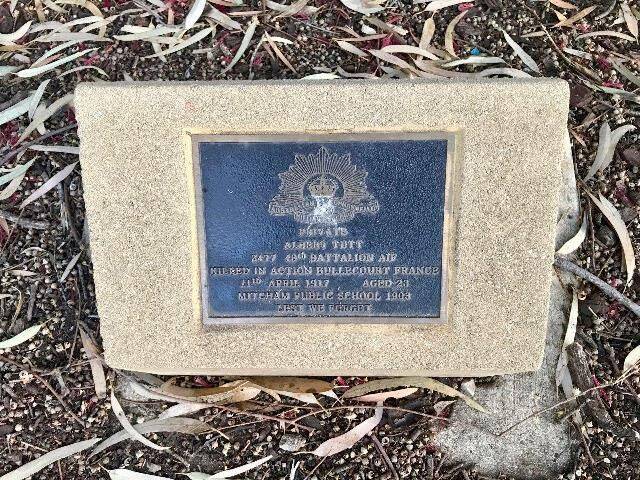 PRIVATE
ALBERT TUTT
2477 48th BATTALION AIF
KILLED IN ACTION BULLECOURT FRANCE
11TH APRIL 1917 AGED 23
MITCHAM PUBLIC SCHOOL 1903
LEST WE FORGET